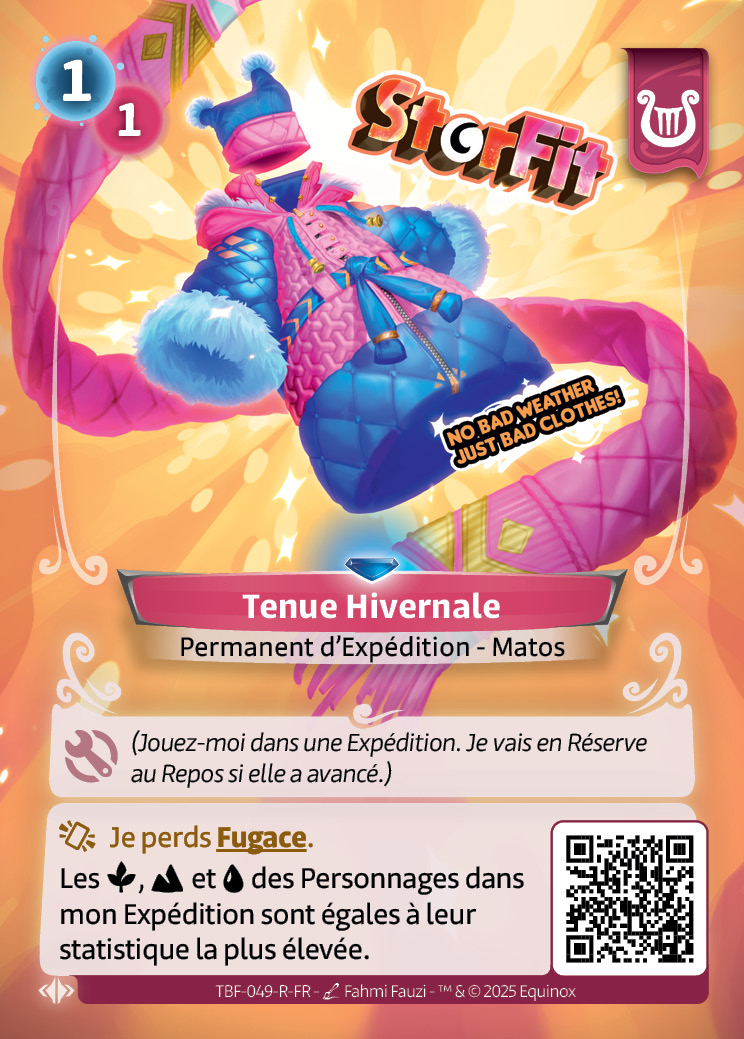 1
1
StarFit
NO BAD WEATHER
JUST BAD CLOTHES!
Tenue Hivernale
Permanent d’Expédition - Matos
(Jouez-moi dans une Expédition. Je vais en Réserve
au Repos si elle a avancé.)
Je perds Fugace.
Les , et des Personnages dans
mon Expédition sont égales à leur
statistique la plus élevée.
TBF-049-R-FR - Fahmi Fauzi - ™ & © 2025 Equinox